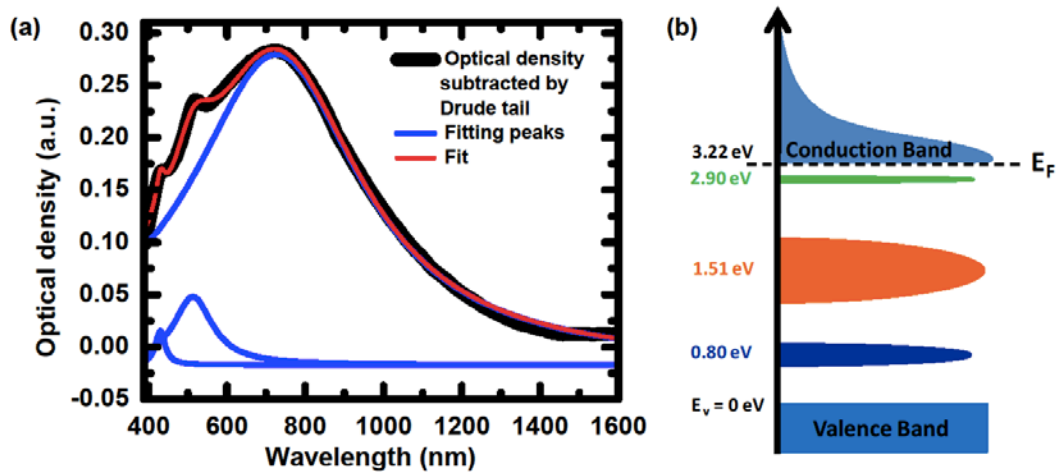 (a)
0.30
0.25
0.20
0.15
0.10
0.05
0.00
-0.05
Optical density (a.u.)
400 600 800 1000 1200 1400 1600
Wavelength (nm)
Optical density
subtracted by
Drude tail
Fitting peaks
Fit
(b)
3.22 eV
Conduction Band
E_F
2.90 eV
1.51 eV
0.80 eV
E_v = 0 eV
Valence Band